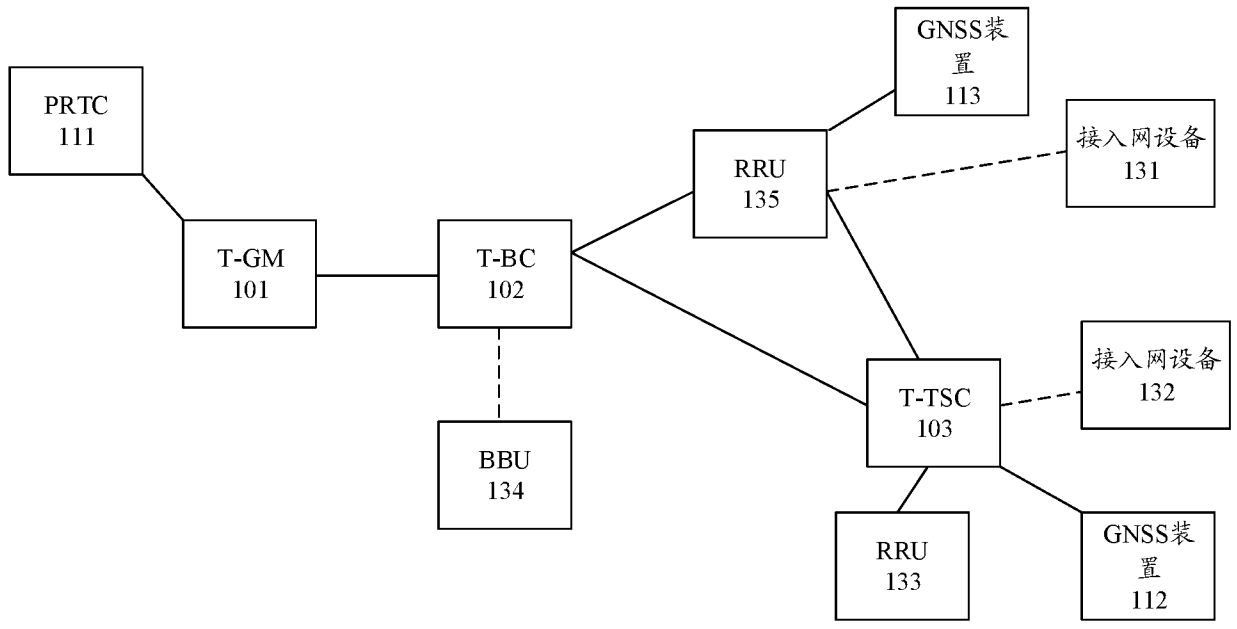 PRTC
111
T-GM
101
T-BC
102
BBU
134
RRU
135
GNSS装
置
113
接入网设备
131
接入网设备
132
T-TSC
103
RRU
133
GNSS装
置
112